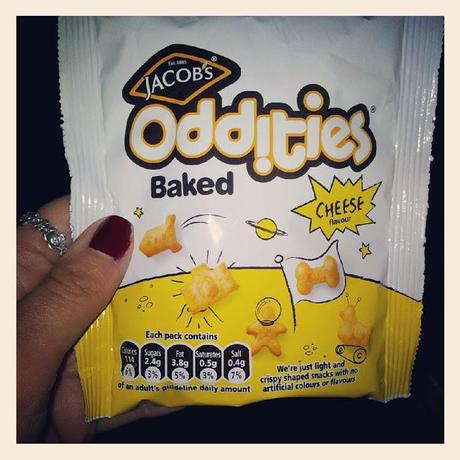 Est. 1885
JACOB's
Oddities®
Baked
CHEESE
flavour
Each pack contains
Calories Sugars Fat Saturates Salt
114 2.4g 3.8g 0.5g 0.4g
6% 3% 5% 3% 7%
of an adult's guideline daily amount
We're just light and
crispy shaped snacks with no
artificial colours or flavours